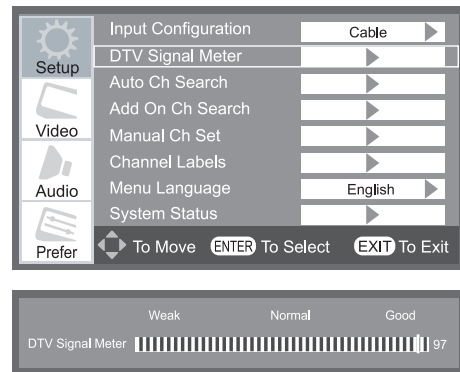 Setup
Video
Audio
Prefer
Input Configuration Cable
DTV Signal Meter
Auto Ch Search
Add On Ch Search
Manual Ch Set
Channel Labels
Menu Language English
System Status
To Move ENTER To Select EXIT To Exit
Weak Normal Good
DTV Signal Meter 97